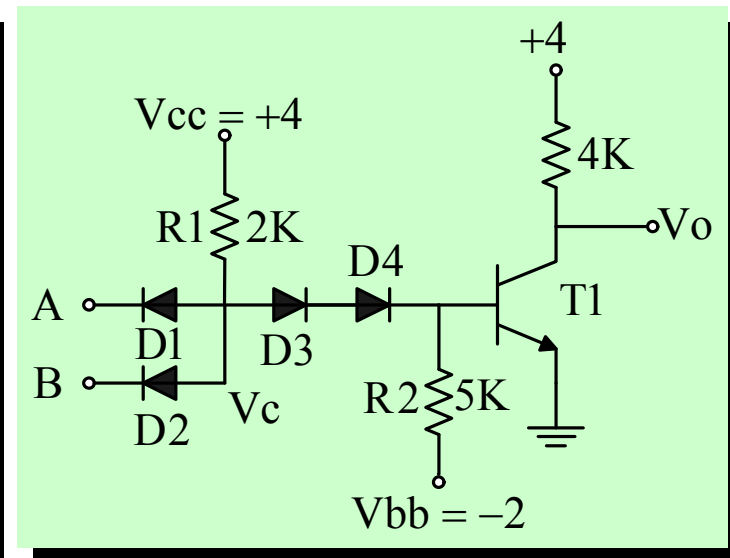 +4
Vcc = +4
4K
R1 2K
Vo
D4
A
T1
D1
D3
B
R2 5K
Vc
D2
Vbb = −2